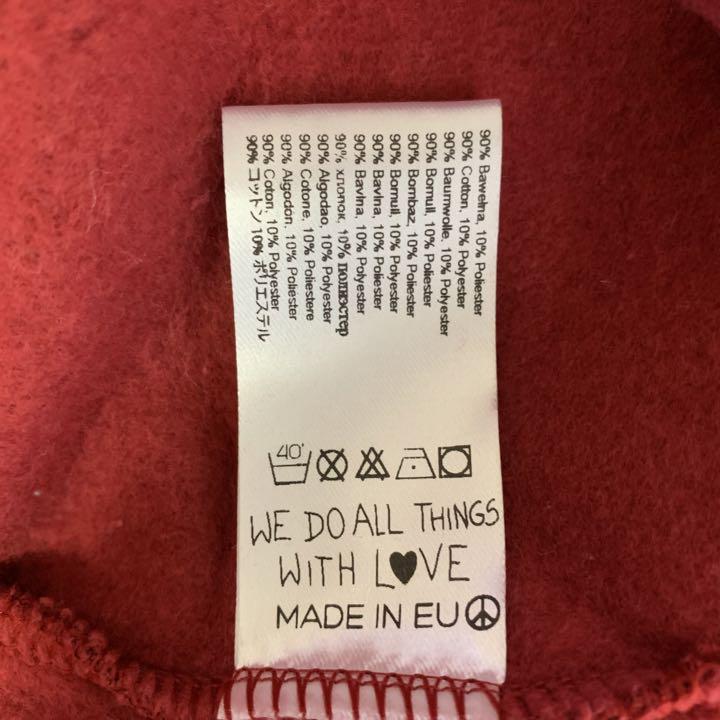 90% Bawełna, 10% Poliester
90% Cotton, 10% Polyester
90% Baumwolle, 10% Polyester
90% Bomull, 10% Polyester
90% Bombaz, 10% Poliester
90% Bomull, 10% Polyester
90% Bavlna, 10% Poliester
90% Bavlna, 10% Polyester
90% хлопок, 10% полиэстер
90% Algodao, 10% Polyester
90% Cotone, 10% Poliestere
90% Algodón, 10% Poliéster
90% Coton, 10% Polyester
90% コットン 10% ポリエステル
40°
WE DO ALL THINGS
WITH L♥VE
MADE IN EU